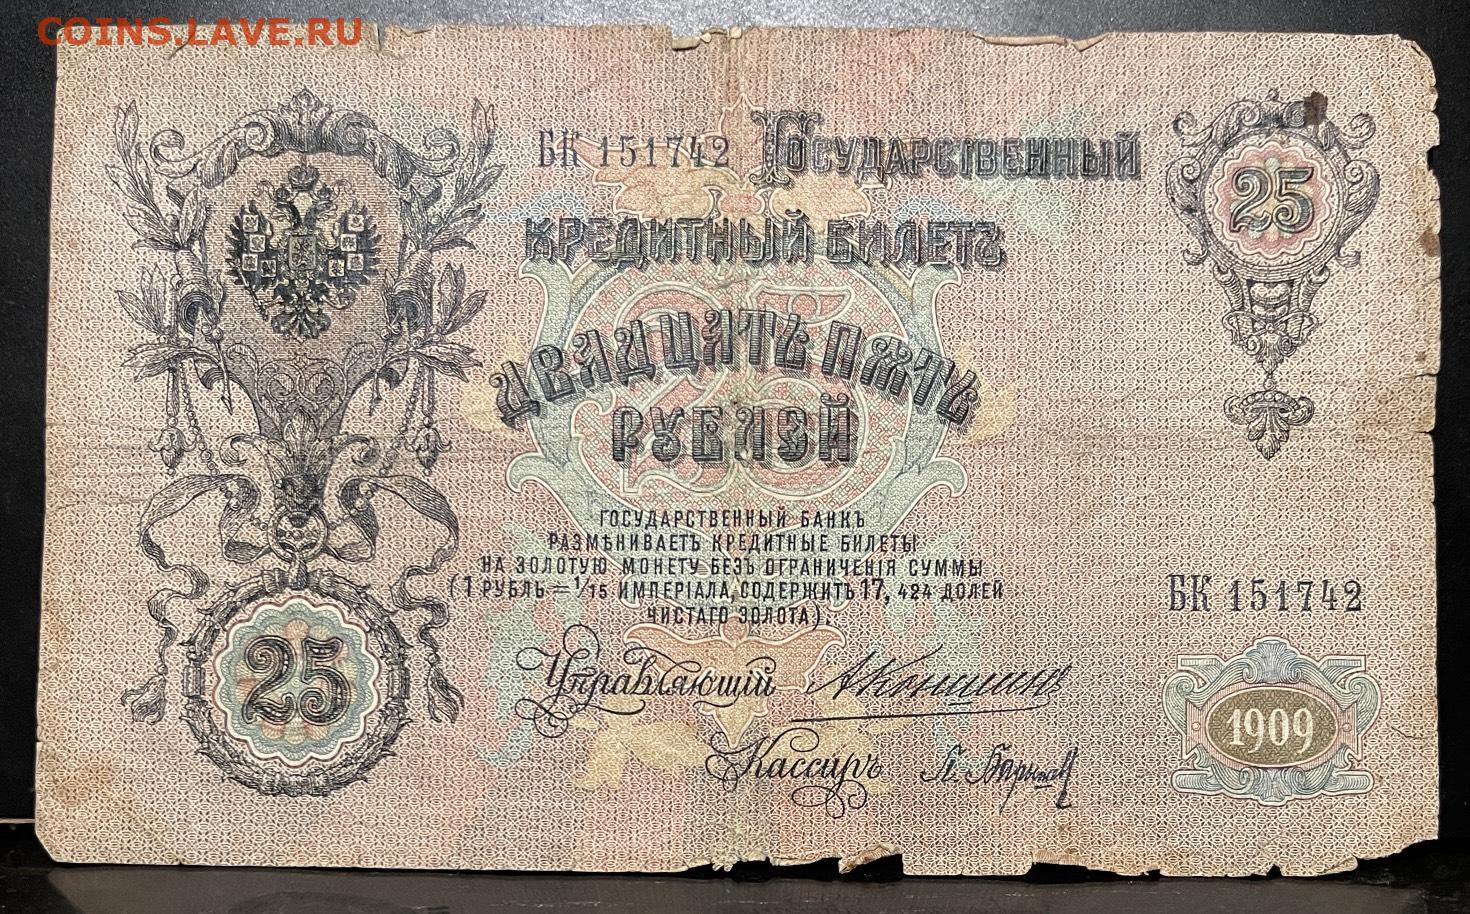 COINS.LAVE.RU
БК 151742 Государственный
Кредитный Билетъ
25
25
Двадцать пять
рублей
ГОСУДАРСТВЕННЫЙ БАНКЪ
РАЗМѢНИВАЕТЪ КРЕДИТНЫЕ БИЛЕТЫ
НА ЗОЛОТУЮ МОНЕТУ БЕЗЪ ОГРАНИЧЕНІЯ СУММЫ
(1 РУБЛЬ = 1/15 ИМПЕРІАЛА, СОДЕРЖИТЪ 17, 424 ДОЛЕЙ
ЧИСТАГО ЗОЛОТА).
БК 151742
25
Управляющій АКоншинъ
1909
Кассиръ